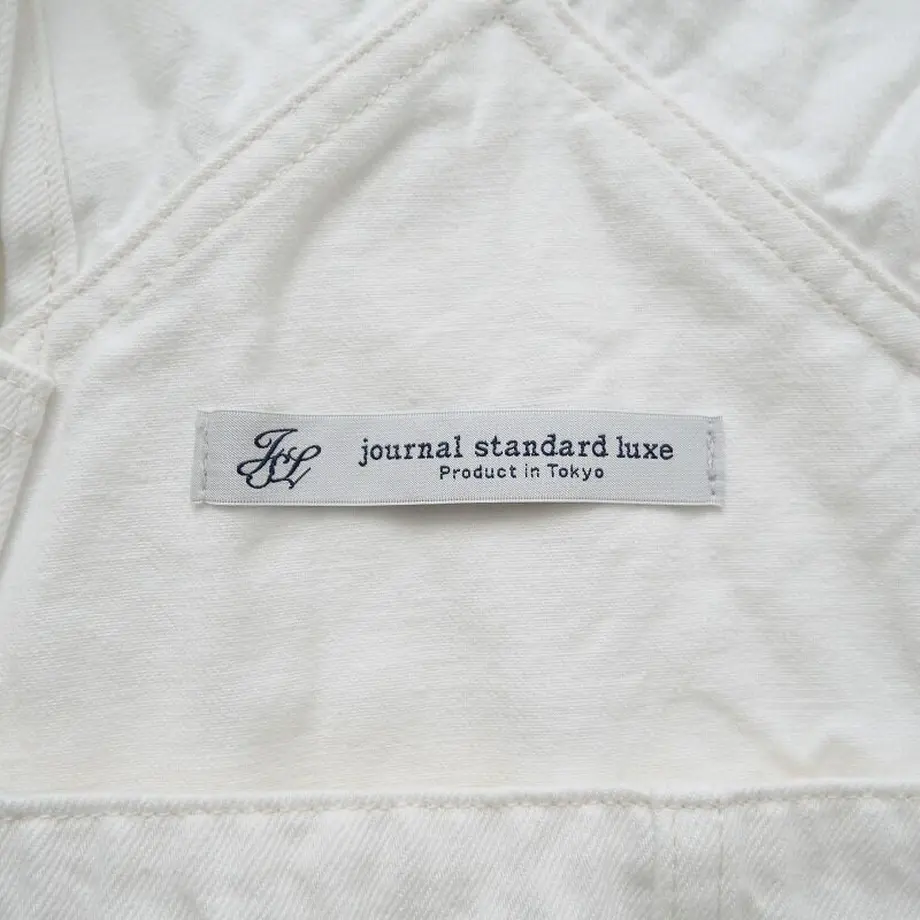 JSL
journal standard luxe
Product in Tokyo